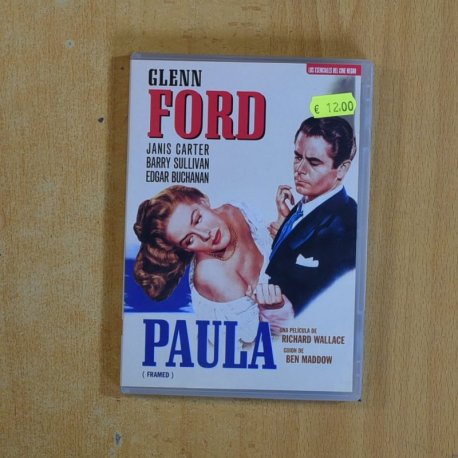 LOS ESENCIALES DEL CINE NEGRO
GLENN
FORD
€ 12,00
JANIS CARTER
BARRY SULLIVAN
EDGAR BUCHANAN
PAULA
( FRAMED )
UNA PELÍCULA DE
RICHARD WALLACE
GUION DE
BEN MADDOW